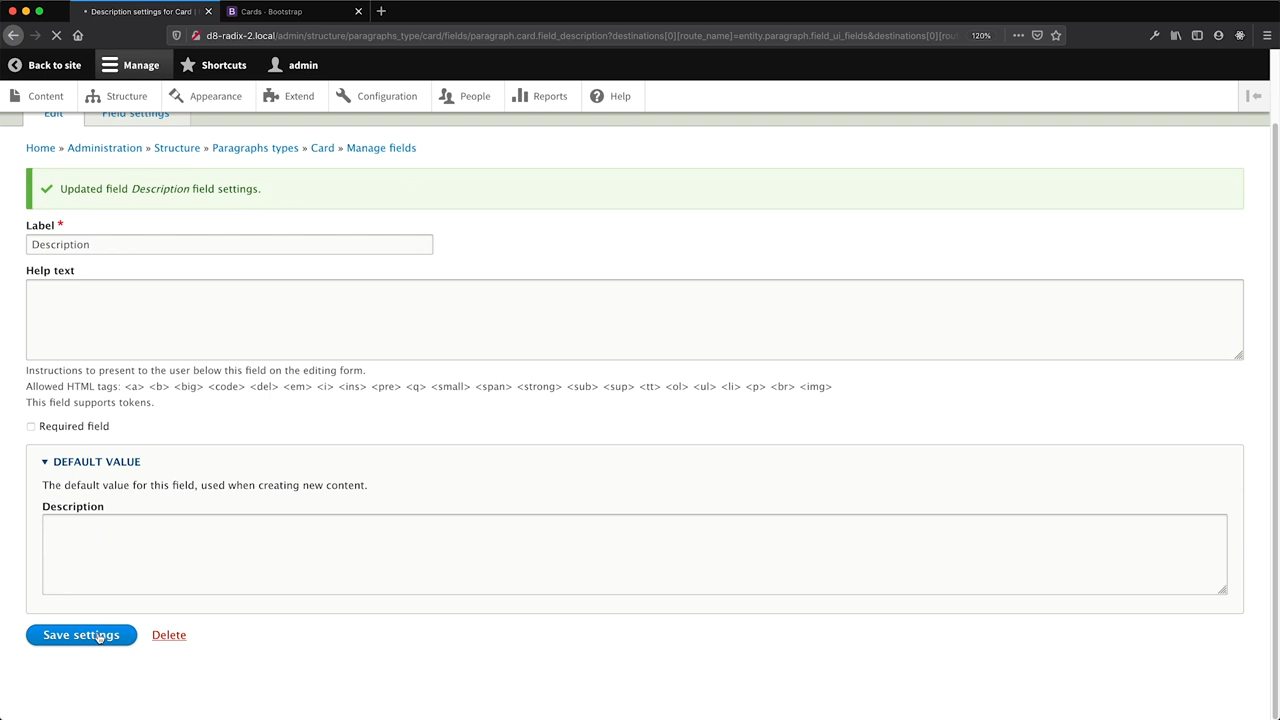 Description settings for Card |
Cards · Bootstrap
d8-radix-2.local/admin/structure/paragraphs_type/card/fields/paragraph.card.field_description?destinations[0][route_name]=entity.paragraph.field_ui_fields&destinations[0][rou
120%
Back to site
Manage
Shortcuts
admin
Content
Structure
Appearance
Extend
Configuration
People
Reports
Help
Edit
Field settings
Home » Administration » Structure » Paragraphs types » Card » Manage fields
Updated field Description field settings.
Label *
Description
Help text
Instructions to present to the user below this field on the editing form.
Allowed HTML tags: <a> <b> <big> <code> <del> <em> <i> <ins> <pre> <q> <small> <span> <strong> <sub> <sup> <tt> <ol> <ul> <li> <p> <br> <img>
This field supports tokens.
Required field
DEFAULT VALUE
The default value for this field, used when creating new content.
Description
Save settings
Delete